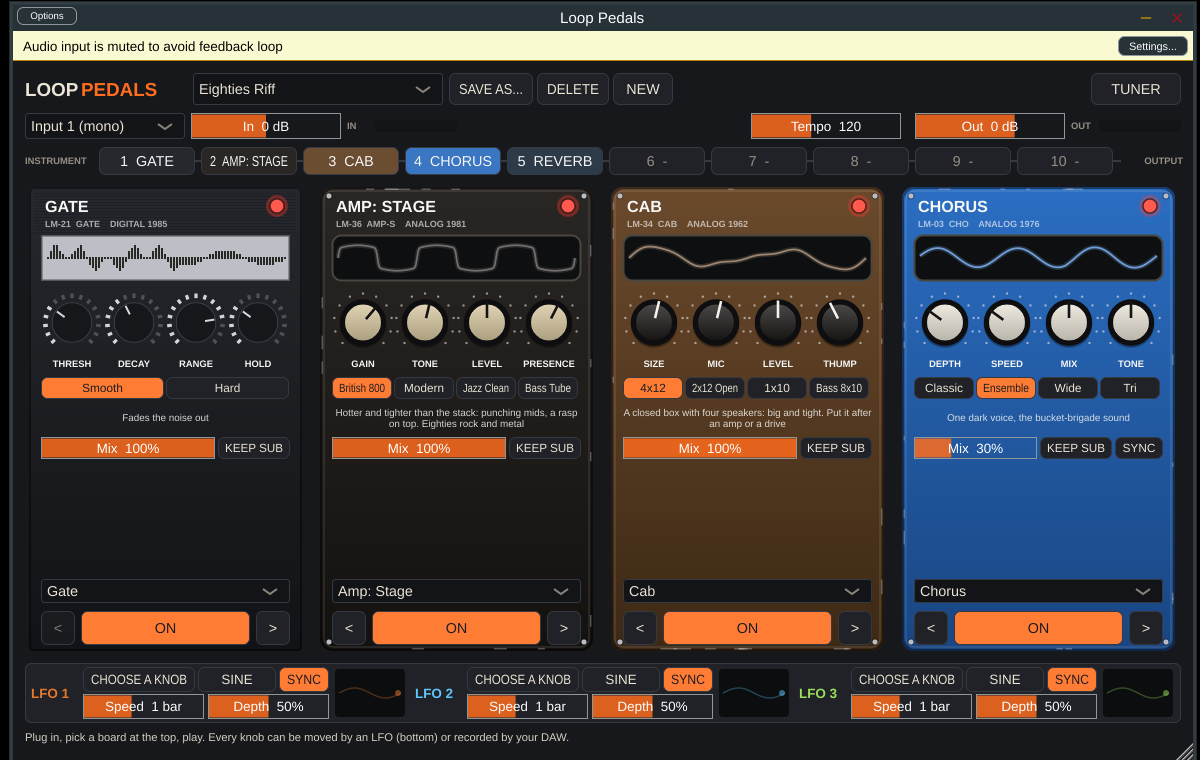 Options
Loop Pedals
Audio input is muted to avoid feedback loop
Settings...
LOOP PEDALS
Eighties Riff
SAVE AS...
DELETE
NEW
TUNER
Input 1 (mono)
In 0 dB
IN
Tempo 120
Out 0 dB
OUT
INSTRUMENT
1 GATE
2 AMP: STAGE
3 CAB
4 CHORUS
5 REVERB
6 -
7 -
8 -
9 -
10 -
OUTPUT
GATE
LM-21 GATE DIGITAL 1985
THRESH DECAY RANGE HOLD
Smooth
Hard
Fades the noise out
Mix 100%
KEEP SUB
Gate
<
ON
>
AMP: STAGE
LM-36 AMP-S ANALOG 1981
GAIN TONE LEVEL PRESENCE
British 800
Modern
Jazz Clean
Bass Tube
Hotter and tighter than the stack: punching mids, a rasp
on top. Eighties rock and metal
Mix 100%
KEEP SUB
Amp: Stage
<
ON
>
CAB
LM-34 CAB ANALOG 1962
SIZE MIC LEVEL THUMP
4x12
2x12 Open
1x10
Bass 8x10
A closed box with four speakers: big and tight. Put it after
an amp or a drive
Mix 100%
KEEP SUB
Cab
<
ON
>
CHORUS
LM-03 CHO ANALOG 1976
DEPTH SPEED MIX TONE
Classic
Ensemble
Wide
Tri
One dark voice, the bucket-brigade sound
Mix 30%
KEEP SUB
SYNC
Chorus
<
ON
>
LFO 1
CHOOSE A KNOB
SINE
SYNC
Speed 1 bar
Depth 50%
LFO 2
CHOOSE A KNOB
SINE
SYNC
Speed 1 bar
Depth 50%
LFO 3
CHOOSE A KNOB
SINE
SYNC
Speed 1 bar
Depth 50%
Plug in, pick a board at the top, play. Every knob can be moved by an LFO (bottom) or recorded by your DAW.